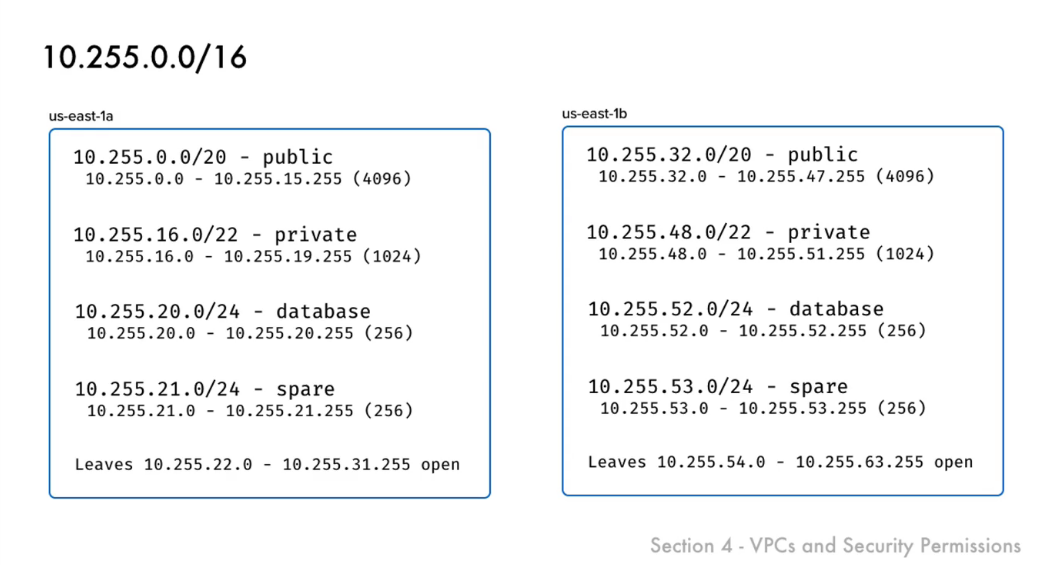 10.255.0.0/16
us-east-1a
10.255.0.0/20 - public
10.255.0.0 - 10.255.15.255 (4096)
10.255.16.0/22 - private
10.255.16.0 - 10.255.19.255 (1024)
10.255.20.0/24 - database
10.255.20.0 - 10.255.20.255 (256)
10.255.21.0/24 - spare
10.255.21.0 - 10.255.21.255 (256)
Leaves 10.255.22.0 - 10.255.31.255 open
us-east-1b
10.255.32.0/20 - public
10.255.32.0 - 10.255.47.255 (4096)
10.255.48.0/22 - private
10.255.48.0 - 10.255.51.255 (1024)
10.255.52.0/24 - database
10.255.52.0 - 10.255.52.255 (256)
10.255.53.0/24 - spare
10.255.53.0 - 10.255.53.255 (256)
Leaves 10.255.54.0 - 10.255.63.255 open
Section 4 - VPCs and Security Permissions